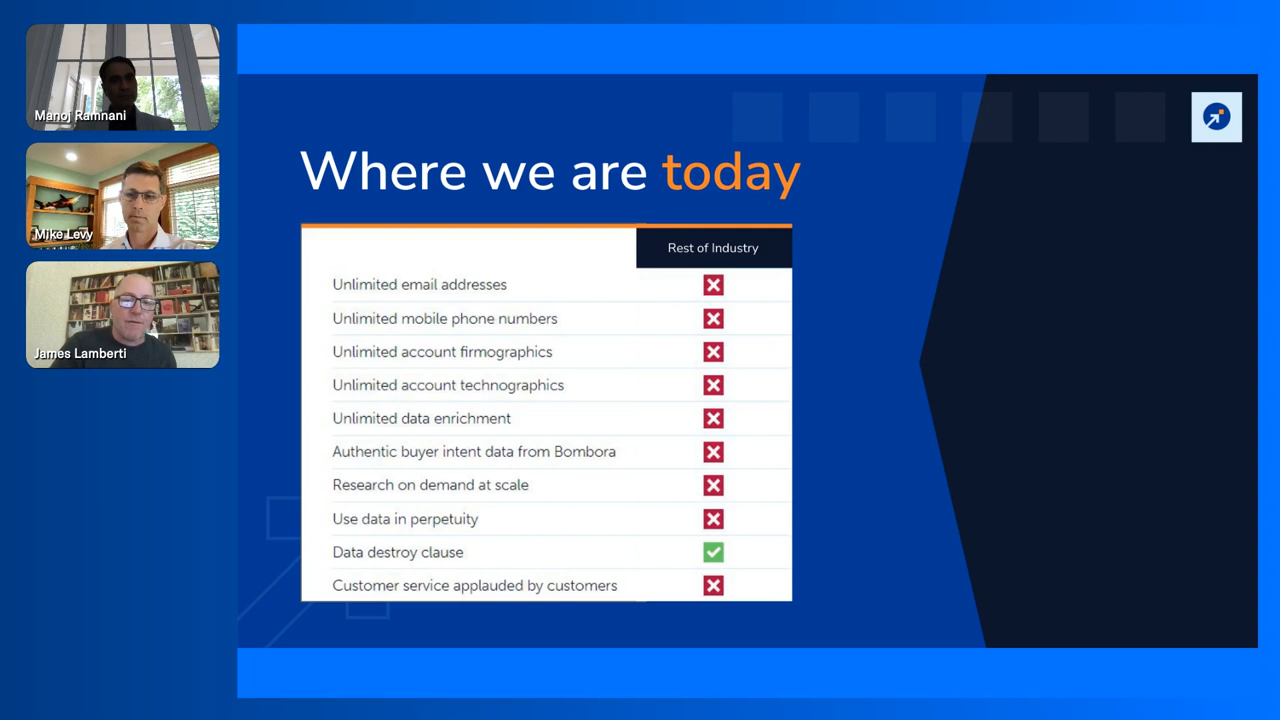 Manoj Ramnani
Mike Levy
James Lamberti
Where we are today
Rest of Industry
Unlimited email addresses
Unlimited mobile phone numbers
Unlimited account firmographics
Unlimited account technographics
Unlimited data enrichment
Authentic buyer intent data from Bombora
Research on demand at scale
Use data in perpetuity
Data destroy clause
Customer service applauded by customers